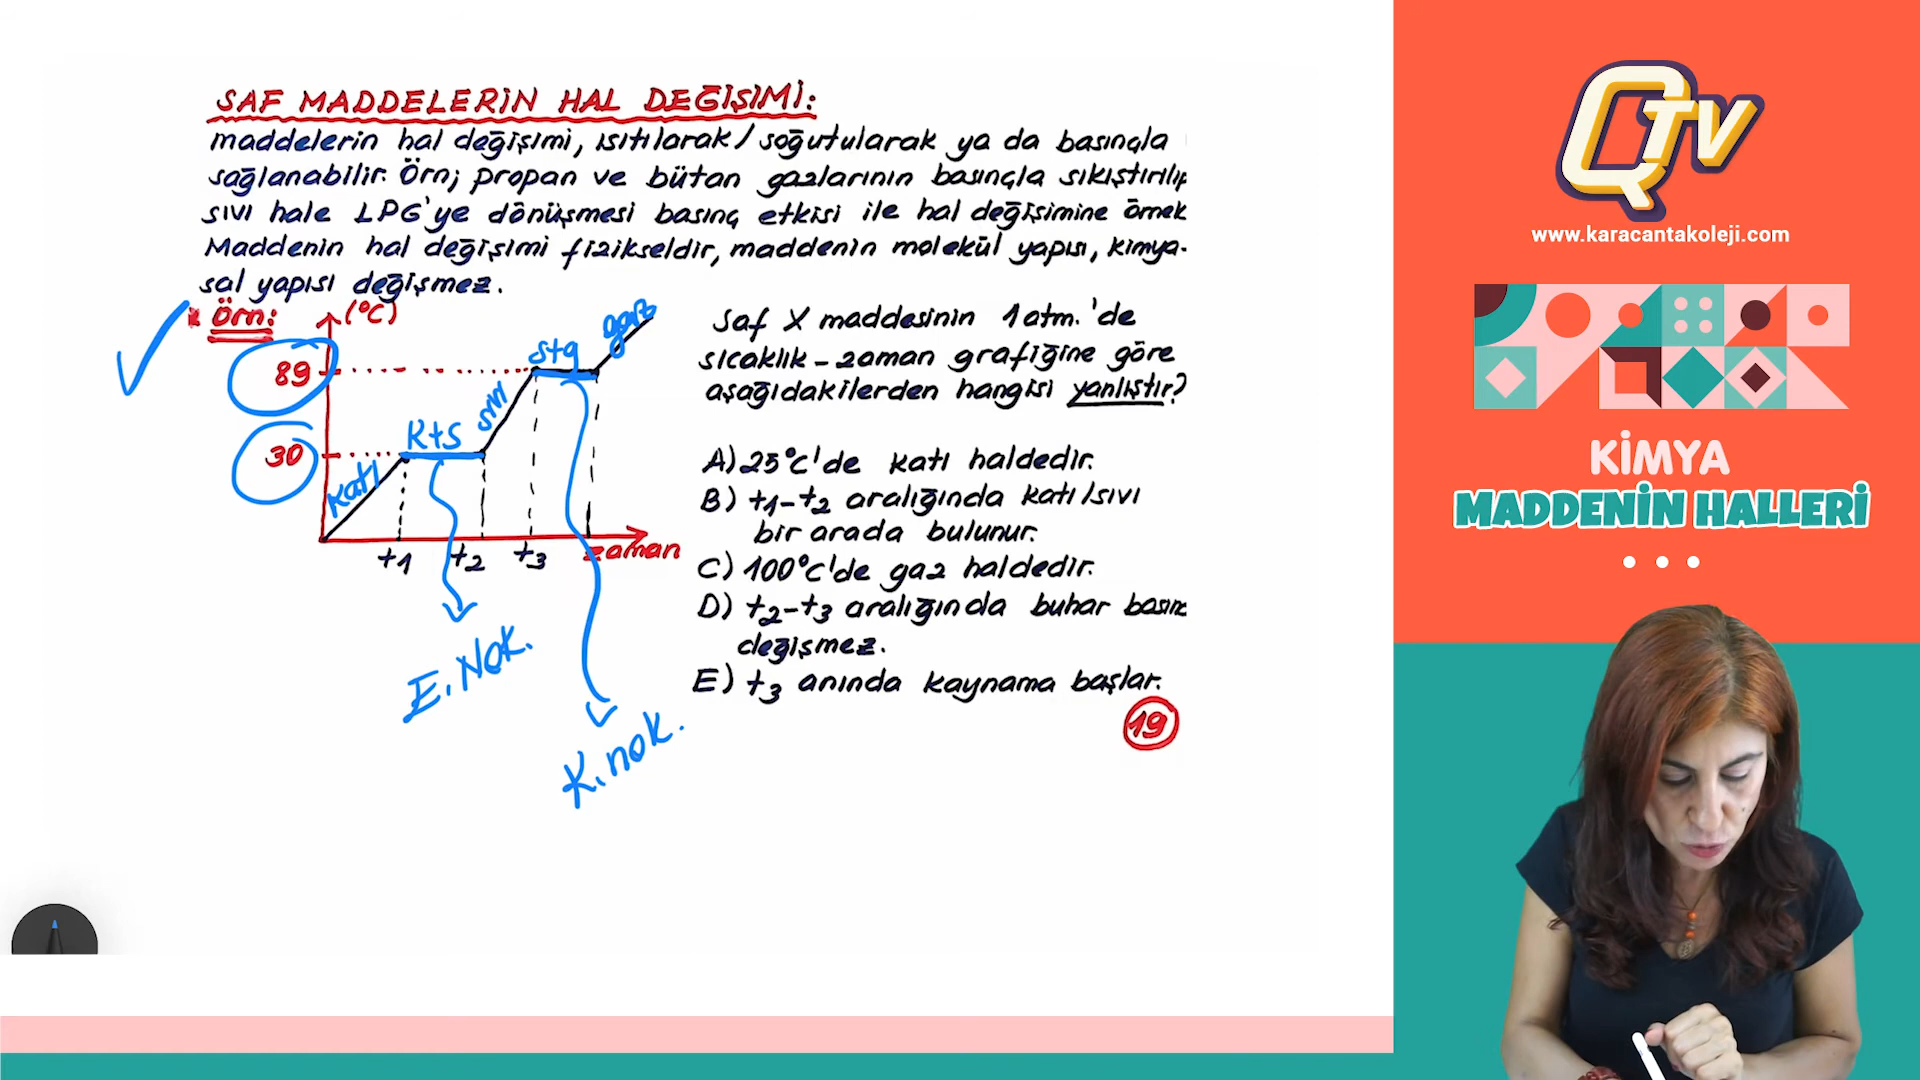 SAF MADDELERİN HAL DEĞİŞİMİ:
maddelerin hal değişimi, ısıtılarak/soğutularak ya da basınçla
sağlanabilir. Örn; propan ve bütan gazlarının basınçla sıkıştırılıp
sıvı hale LPG'ye dönüşmesi basınç etkisi ile hal değişimine örnek
Maddenin hal değişimi fizikseldir, maddenin molekül yapısı, kimya-
sal yapısı değişmez.
* Örn:
(°C)
89
30
katı
K+S
sıvı
s+g
gaz
t1
t2
t3
zaman
E. Nok.
K. nok.
Saf X maddesinin 1 atm.'de
sıcaklık-zaman grafiğine göre
aşağıdakilerden hangisi yanlıştır?
A) 25°C'de katı haldedir.
B) t1-t2 aralığında katı/sıvı
bir arada bulunur.
C) 100°C'de gaz haldedir.
D) t2-t3 aralığında buhar basın
değişmez.
E) t3 anında kaynama başlar.
19
QTV
www.karacantakoleji.com
KİMYA
MADDENİN HALLERİ